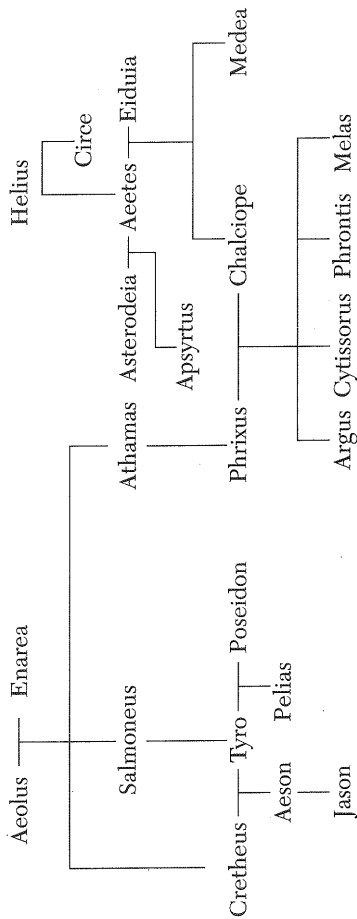 Helius
Aeolus Enarea
Circe
Salmoneus Athamas Asterodeia Aeetes Eiduia
Apsyrtus
Cretheus Tyro Poseidon Phrixus Chalciope Medea
Aeson Pelias
Jason Argus Cytissorus Phrontis Melas